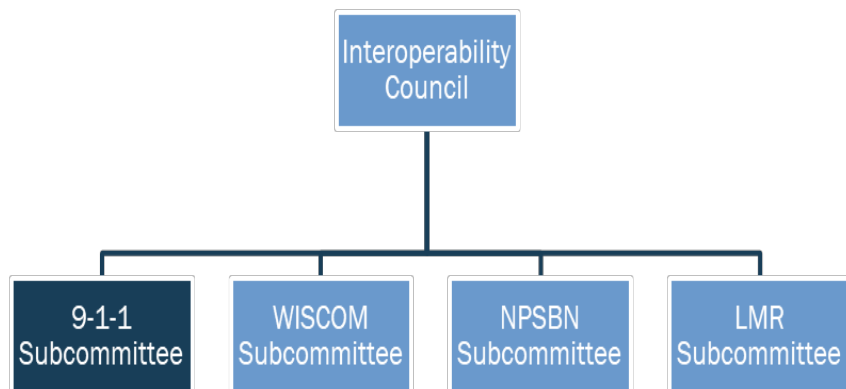 Interoperability
Council
9-1-1
Subcommittee
WISCOM
Subcommittee
NPSBN
Subcommittee
LMR
Subcommittee